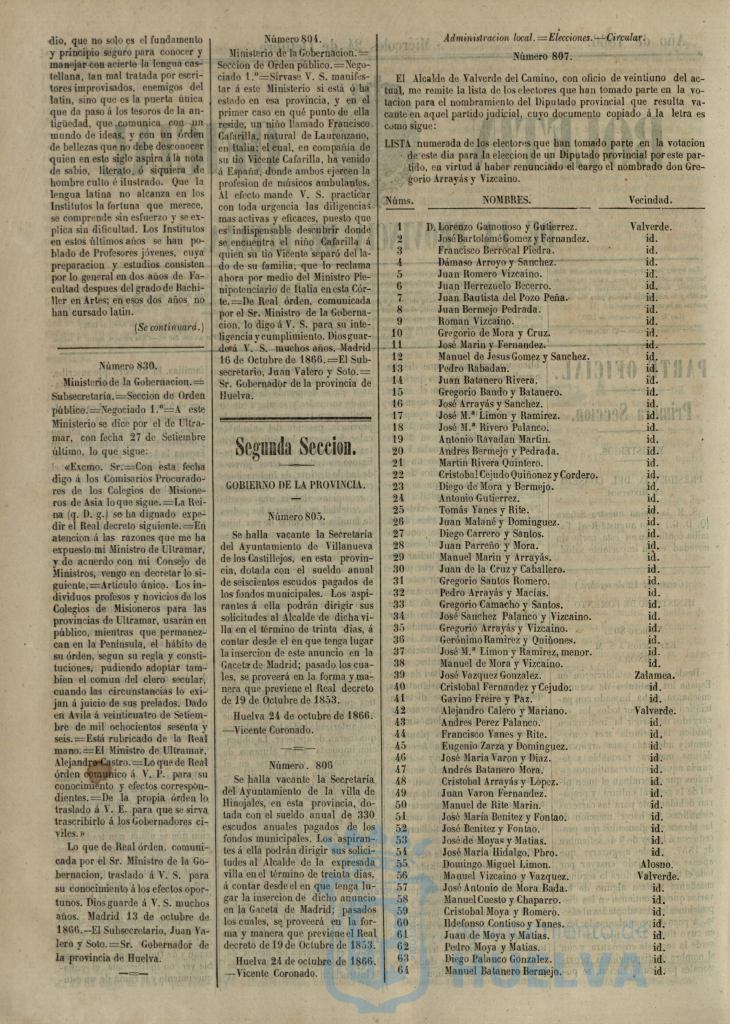 dio, que no solo es el fundamento
y principio seguro para conocer y
manejar con acierto la lengua cas-
tellana, tan mal tratada por escri-
tores improvisados, enemigos del
latin, sino que es la puerta única
que da paso á los tesoros de la an-
tigüedad, que comunica con un
mundo de ideas, y con un órden
de bellezas que no debe desconocer
quien en este siglo aspira á la nota
de sabio, literato, ó siquiera de
hombre culto é ilustrado. Que la
lengua latina no alcanza en los
Institutos la fortuna que merece,
se comprende sin esfuerzo y se ex-
plica sin dificultad. Los Institutos
en estos últimos años se han po-
blado de Profesores jóvenes, cuya
preparacion y estudios consisten
por lo general en dos años de Fa-
cultad despues del grado de Bachi-
ller en Artes; en esos dos años no
han cursado latin.
(Se continuará.)
Número 830.
Ministerio de la Gobernacion.=
Subsecretaría.=Seccion de Orden
público.=Negociado 1.º=A este
Ministerio se dice por el de Ultra-
mar, con fecha 27 de Setiembre
último, lo que sigue:
«Excmo. Sr.=Con esta fecha
digo á los Comisarios Procurado-
res de los Colegios de Misione-
ros de Asia lo que sigue.=La Rei-
na (q. D. g.) se ha dignado expe-
dir el Real decreto siguiente.=En
atencion á las razones que me ha
expuesto mi Ministro de Ultramar,
y de acuerdo con mi Consejo de
Ministros, vengo en decretar lo si-
guiente.=Artículo único. Los in-
dividuos profesos y novicios de los
Colegios de Misioneros para las
provincias de Ultramar, usarán en
público, mientras que permanez-
can en la Península, el hábito de
su órden, segun su regla y consti-
tuciones, pudiendo adoptar tam-
bien el comun del clero secular,
cuando las circunstancias lo exi-
jan á juicio de sus prelados. Dado
en Avila á veinticuatro de Setiem-
bre de mil ochocientos sesenta y
seis.=Está rubricado de la Real
mano.=El Ministro de Ultramar,
Alejandro Castro.=Lo que de Real
órden comunico á V. P. para su
conocimiento y efectos correspon-
dientes.=De la propia órden lo
traslado á V. E. para que se sirva
trascribirlo á los Gobernadores ci-
viles.»
Lo que de Real órden, comuni-
cada por el Sr. Ministro de la Go-
bernacion, traslado á V. S. para
su conocimiento á los efectos opor-
tunos. Dios guarde á V. S. muchos
años. Madrid 13 de octubre de
1866.—El Subsecretario, Juan Va-
lero y Soto.=Sr. Gobernador de
la provincia de Huelva.
Número 804.
Ministerio de la Gobernacion.=
Seccion de Orden público.=Nego-
ciado 1.º=Sírvase V. S. manifes-
tar á este Ministerio si está ó ha
estado en esa provincia, y en el
primer caso en qué punto de ella
reside, un niño llamado Francisco
Cafarilla, natural de Laurenzano,
en Italia; el cual, en compañía de
su tio Vicente Cafarilla, ha venido
á España, donde ambos ejercen la
profesion de músicos ambulantes.
Al efecto mande V. S. practicar
con toda urgencia las diligencias
mas activas y eficaces, puesto que
es indispensable descubrir donde
se encuentra el niño Cafarilla á
quien su tio Vicente separó del la-
do de su familia; que lo reclama
ahora por medio del Ministro Ple-
nipotenciario de Italia en esta Cór-
te.=De Real órden, comunicada
por el Sr. Ministro de la Goberna-
cion, lo digo á V. S. para su inte-
ligencia y cumplimiento. Dios guar-
de á V. S. muchos años. Madrid
16 de Octubre de 1866.=El Sub-
secretario, Juan Valero y Soto.=
Sr. Gobernador de la provincia de
Huelva.
Segunda Seccion.
GOBIERNO DE LA PROVINCIA.
Número 805.
Se halla vacante la Secretaría
del Ayuntamiento de Villanueva
de los Castillejos, en esta provin-
cia, dotada con el sueldo anual
de seiscientos escudos pagados de
los fondos municipales. Los aspi-
rantes á ella podrán dirigir sus
solicitudes al Alcalde de dicha vi-
lla en el término de trinta dias, á
contar desde el en que tenga lugar
la insercion de este anuncio en la
Gaceta de Madrid; pasado los cua-
les, se proveerá en la forma y ma-
nera que previene el Real decreto
de 19 de Octubre de 1853.
Huelva 24 de octubre de 1866.
—Vicente Coronado.
Número. 806
Se halla vacante la Secretaría
del Ayuntamiento de la villa de
Hinojales, en esta provincia, do-
tada con el sueldo anual de 330
escudos anuales pagados de los
fondos municipales. Los aspiran-
tes á ella podrán dirigir sus solici-
tudes al Alcalde de la expresada
villa en el término de treinta dias,
á contar desde el en que tenga lu-
gar la insercion de dicho anuncio
en la Gaceta de Madrid; pasados
los cuales, se proveerá en la for-
ma y manera que previene el Real
decreto de 19 de Octubre de 1853.
Huelva 24 de octubre de 1866.
—Vicente Coronado.
Administracion local.=Elecciones.—Circular.
Número 807.
El Alcalde de Valverde del Camino, con oficio de veintiuno del ac-
tual, me remite la lista de los electores que han tomado parte en la vo-
tacion para el nombramiento del Diputado provincial que resulta va-
cante en aquel partido judicial, cuyo documento copiado á la letra es
como sigue:
LISTA numerada de los electores que han tomado parte en la votacion
de este dia para la eleccion de un Diputado provincial por este par-
tido, en virtud á haber renunciado el cargo el nombrado don Gre-
gorio Arrayás y Vizcaino.
Núms. NOMBRES. Vecindad.
1 D. Lorenzo Gamonoso y Gutierrez. Valverde.
2 José Bartolomé Gomez y Fernandez. id.
3 Francisco Berrocal Piedra. id.
4 Dámaso Arroyo y Sanchez. id.
5 Juan Romero Vizcaino. id.
6 Juan Herrezuelo Becerro. id.
7 Juan Bautista del Pozo Peña. id.
8 Juan Bermejo Pedrada. id.
9 Roman Vizcaino. id.
10 Gregorio de Mora y Cruz. id.
11 José Marin y Fernandez. id.
12 Manuel de Jesus Gomez y Sanchez. id.
13 Pedro Rabadan. id.
14 Juan Batanero Rivera. id.
15 Gregorio Bando y Batanero. id.
16 José Arrayás y Sanchez. id.
17 José M.ª Limon y Ramirez. id.
18 José M.ª Rivero Palanco. id.
19 Antonio Ravadan Martin. id.
20 Andres Bermejo y Pedrada. id.
21 Martin Rivera Quintero. id.
22 Cristobal Cejudo Quiñonez y Cordero. id.
23 Diego de Mora y Bermejo. id.
24 Antonio Gutierrez. id.
25 Tomás Yanes y Rite. id.
26 Juan Malané y Dominguez. id.
27 Diego Carrero y Santos. id.
28 Juan Parreño y Mora. id.
29 Manuel Marin y Arrayás. id.
30 Juan de la Cruz y Caballero. id.
31 Gregorio Santos Romero. id.
32 Pedro Arrayás y Macías. id.
33 Gregorio Camacho y Santos. id.
34 José Sanchez Palanco y Vizcaino. id.
35 Gregorio Arrayás y Vizcaino. id.
36 Gerónimo Ramirez y Quiñones. id.
37 José M.ª Limon y Ramirez, menor. id.
38 Manuel de Mora y Vizcaino. id.
39 José Vazquez Gonzalez. Zalamea.
40 Cristobal Fernandez y Cejudo. id.
41 Gavino Freire y Paz. id.
42 Alejandro Calero y Mariano. Valverde.
43 Andres Perez Palanco. id.
44 Francisco Yanes y Rite. id.
45 Eugenio Zarza y Dominguez. id.
46 José María Varon y Diaz. id.
47 Andrés Batanero Mora. id.
48 Cristobal Arrayás y Lopez. id.
49 Juan Varon Fernandez. id.
50 Manuel de Rite Marin. id.
51 José María Benitez y Fontao. id.
52 José Benitez y Fontao. id.
53 José de Moyas y Matias. id.
54 José María Hidalgo, Pbro. id.
55 Domingo Miguel Limon. Alosno.
56 Manuel Vizcaino y Vazquez. Valverde.
57 José Antonio de Mora Bada. id.
58 Manuel Cuesto y Chaparro. id.
59 Cristobal Moya y Romero. id.
60 Ildefonso Contioso y Yanes. id.
61 Juan de Moya y Matias. id.
62 Pedro Moya y Matias. id.
63 Diego Palanco Gonzalez. id.
64 Manuel Batanero Bermejo. id.
HUELVA